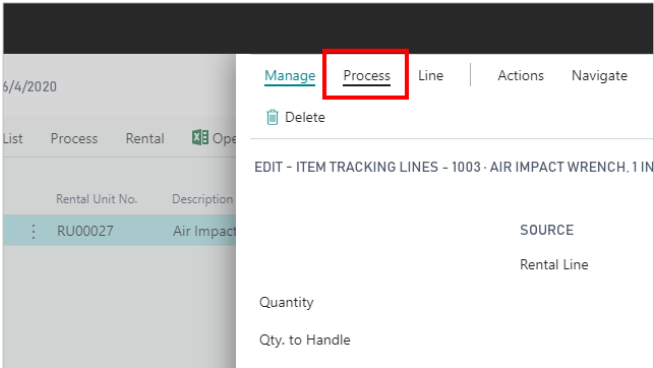 6/4/2020
List Process Rental Ope
Rental Unit No. Description
RU00027 Air Impact
Manage Process Line Actions Navigate
Delete
EDIT - ITEM TRACKING LINES - 1003 · AIR IMPACT WRENCH, 1 IN
SOURCE
Rental Line
Quantity
Qty. to Handle